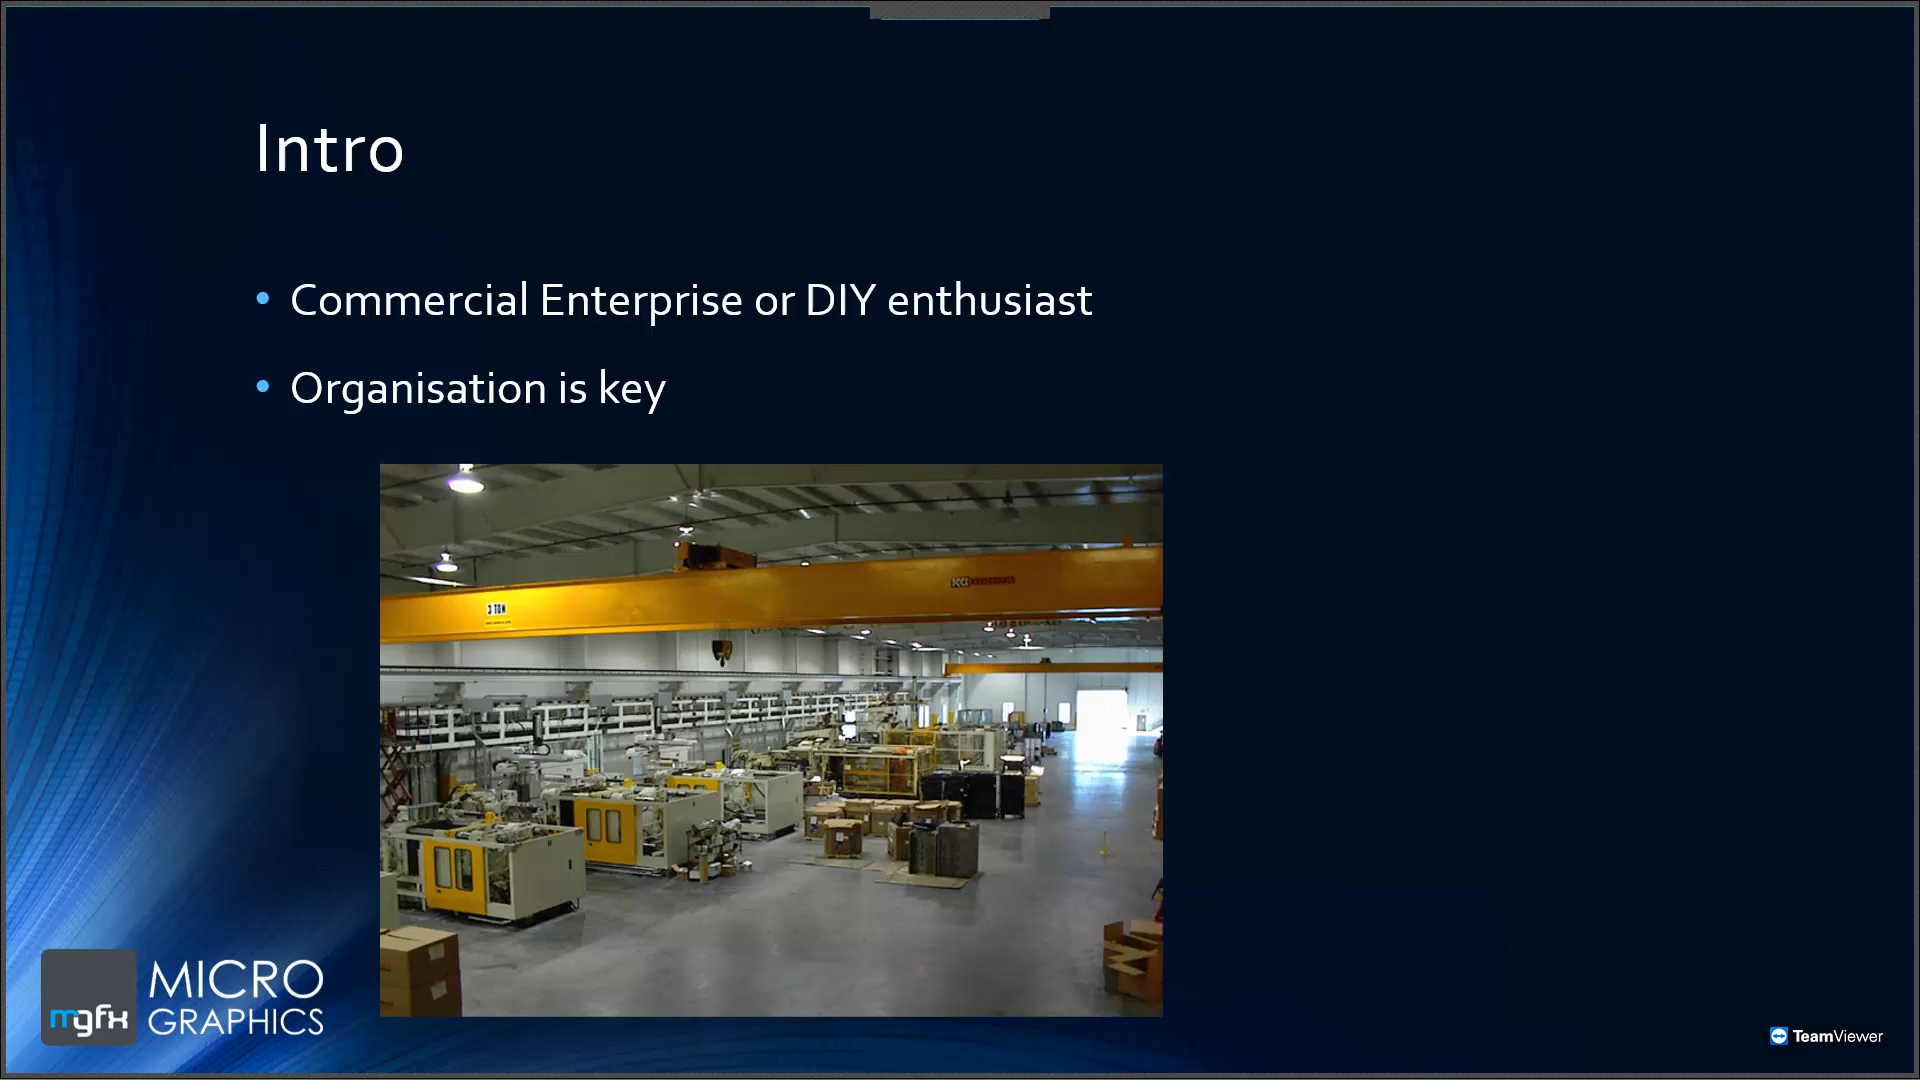 Intro
• Commercial Enterprise or DIY enthusiast
• Organisation is key
3 TON
mgfx
MICRO
GRAPHICS
TeamViewer